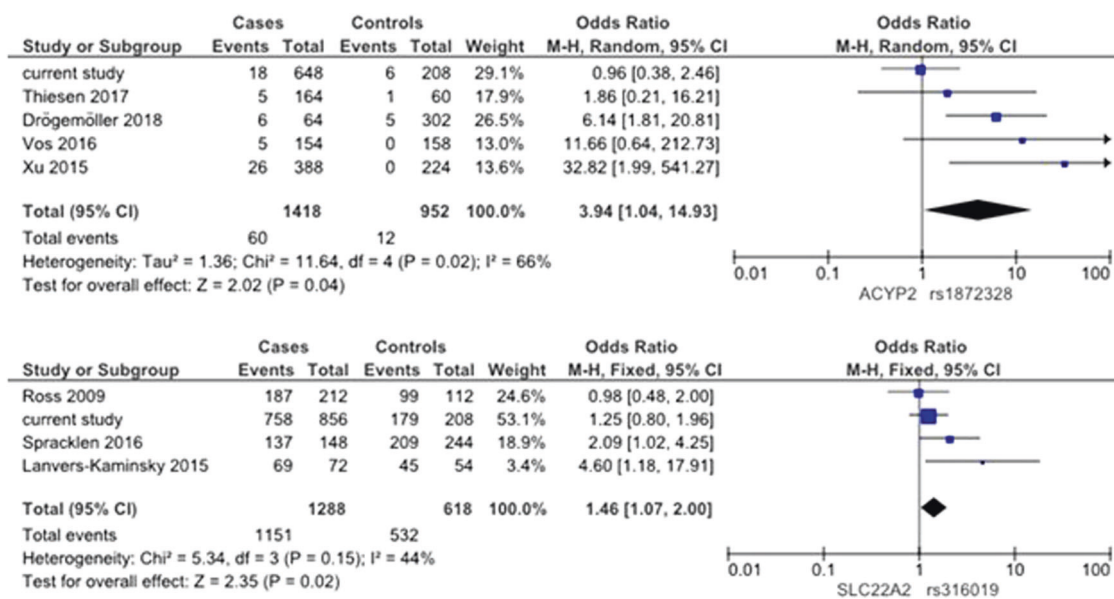 Cases Controls Odds Ratio Odds Ratio
Study or Subgroup Events Total Events Total Weight M-H, Random, 95% CI M-H, Random, 95% CI
current study 18 648 6 208 29.1% 0.96 [0.38, 2.46]
Thiesen 2017 5 164 1 60 17.9% 1.86 [0.21, 16.21]
Drögemöller 2018 6 64 5 302 26.5% 6.14 [1.81, 20.81]
Vos 2016 5 154 0 158 13.0% 11.66 [0.64, 212.73]
Xu 2015 26 388 0 224 13.6% 32.82 [1.99, 541.27]
Total (95% CI) 1418 952 100.0% 3.94 [1.04, 14.93]
Total events 60 12
Heterogeneity: Tau² = 1.36; Chi² = 11.64, df = 4 (P = 0.02); I² = 66%
Test for overall effect: Z = 2.02 (P = 0.04)
0.01 0.1 1 10 100
ACYP2 rs1872328
Cases Controls Odds Ratio Odds Ratio
Study or Subgroup Events Total Events Total Weight M-H, Fixed, 95% CI M-H, Fixed, 95% CI
Ross 2009 187 212 99 112 24.6% 0.98 [0.48, 2.00]
current study 758 856 179 208 53.1% 1.25 [0.80, 1.96]
Spracklen 2016 137 148 209 244 18.9% 2.09 [1.02, 4.25]
Lanvers-Kaminsky 2015 69 72 45 54 3.4% 4.60 [1.18, 17.91]
Total (95% CI) 1288 618 100.0% 1.46 [1.07, 2.00]
Total events 1151 532
Heterogeneity: Chi² = 5.34, df = 3 (P = 0.15); I² = 44%
Test for overall effect: Z = 2.35 (P = 0.02)
0.01 0.1 1 10 100
SLC22A2 rs316019